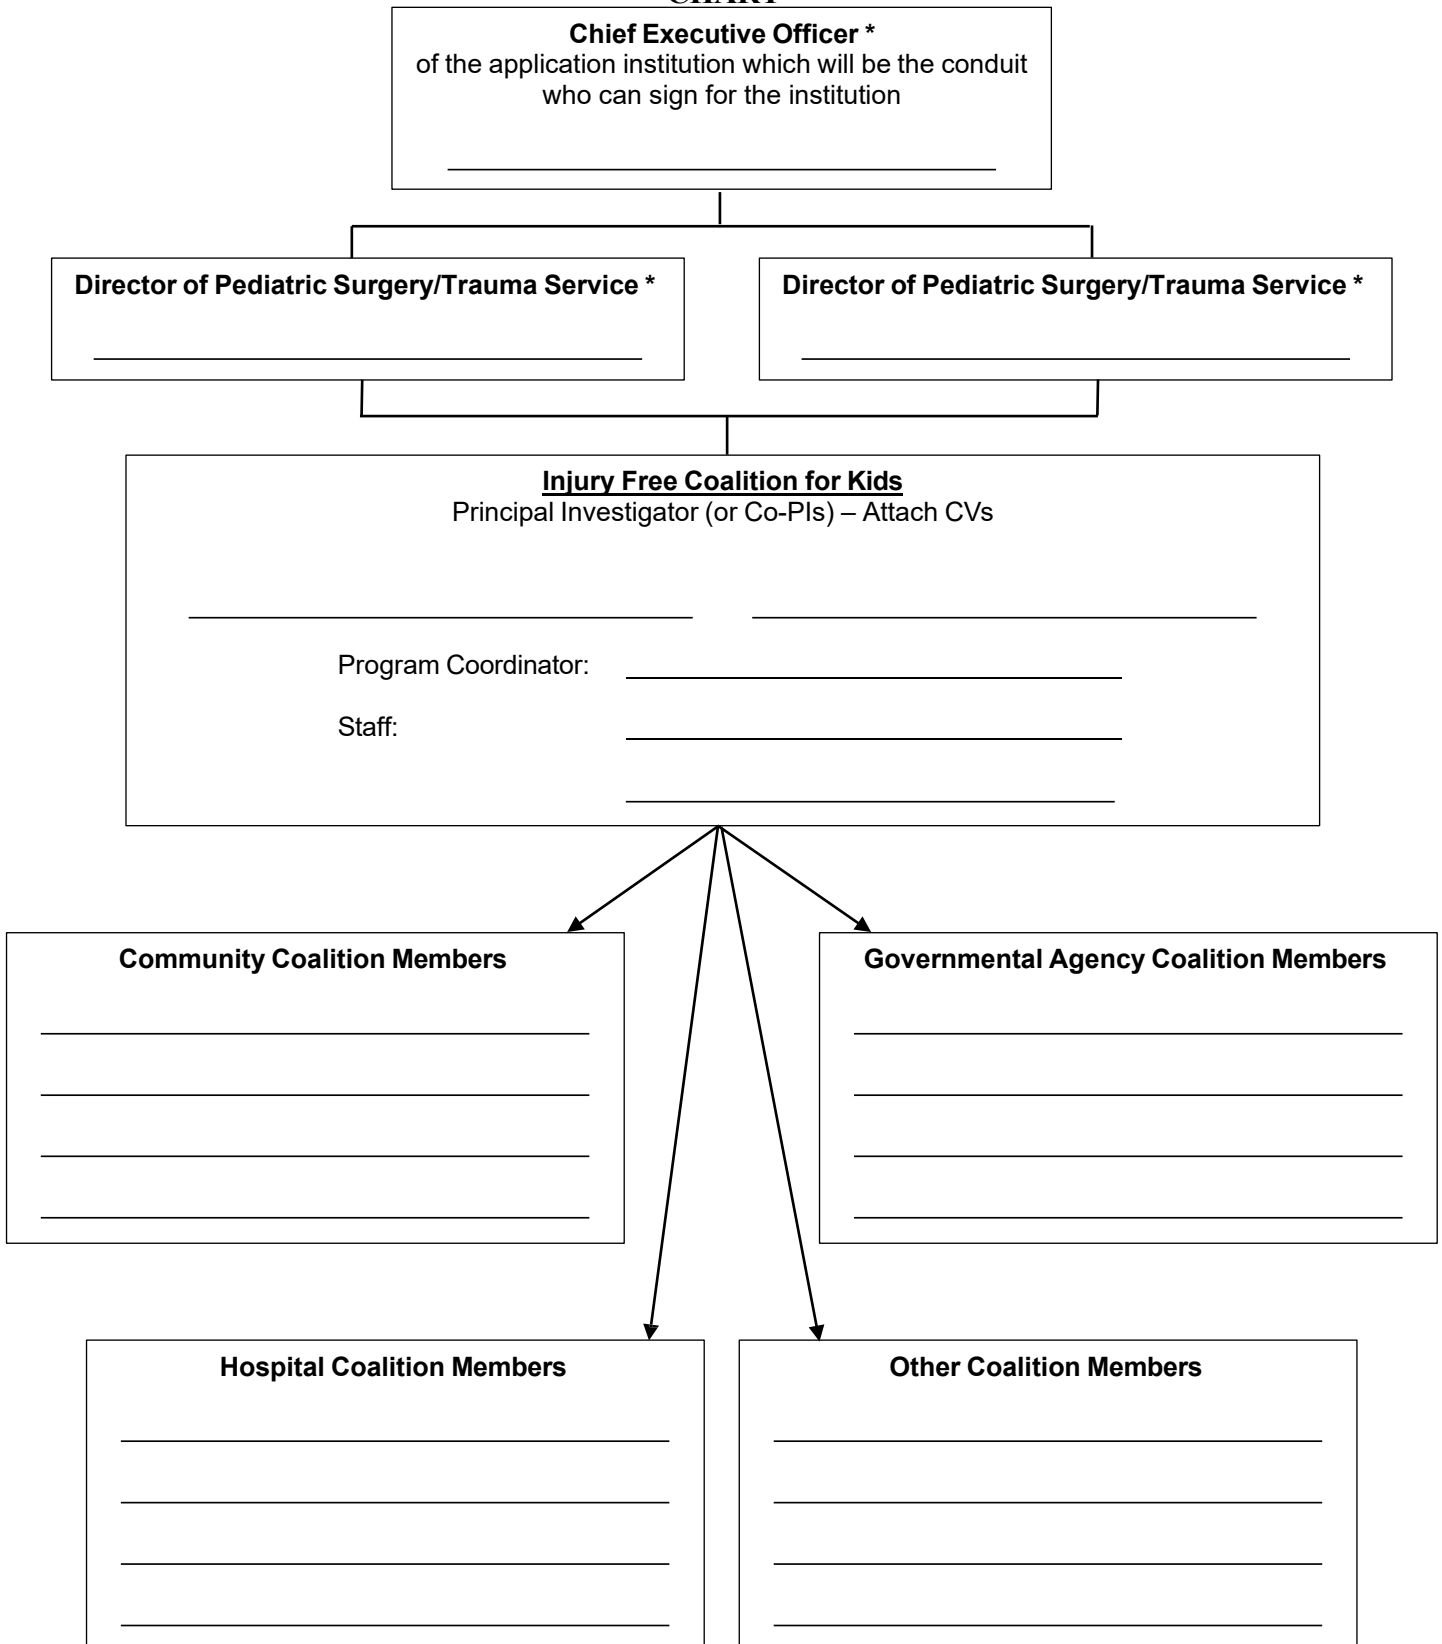 CHART
Chief Executive Officer *
of the application institution which will be the conduit
who can sign for the institution
Director of Pediatric Surgery/Trauma Service *
Director of Pediatric Surgery/Trauma Service *
Injury Free Coalition for Kids
Principal Investigator (or Co-PIs) – Attach CVs
Program Coordinator:
Staff:
Community Coalition Members
Governmental Agency Coalition Members
Hospital Coalition Members
Other Coalition Members